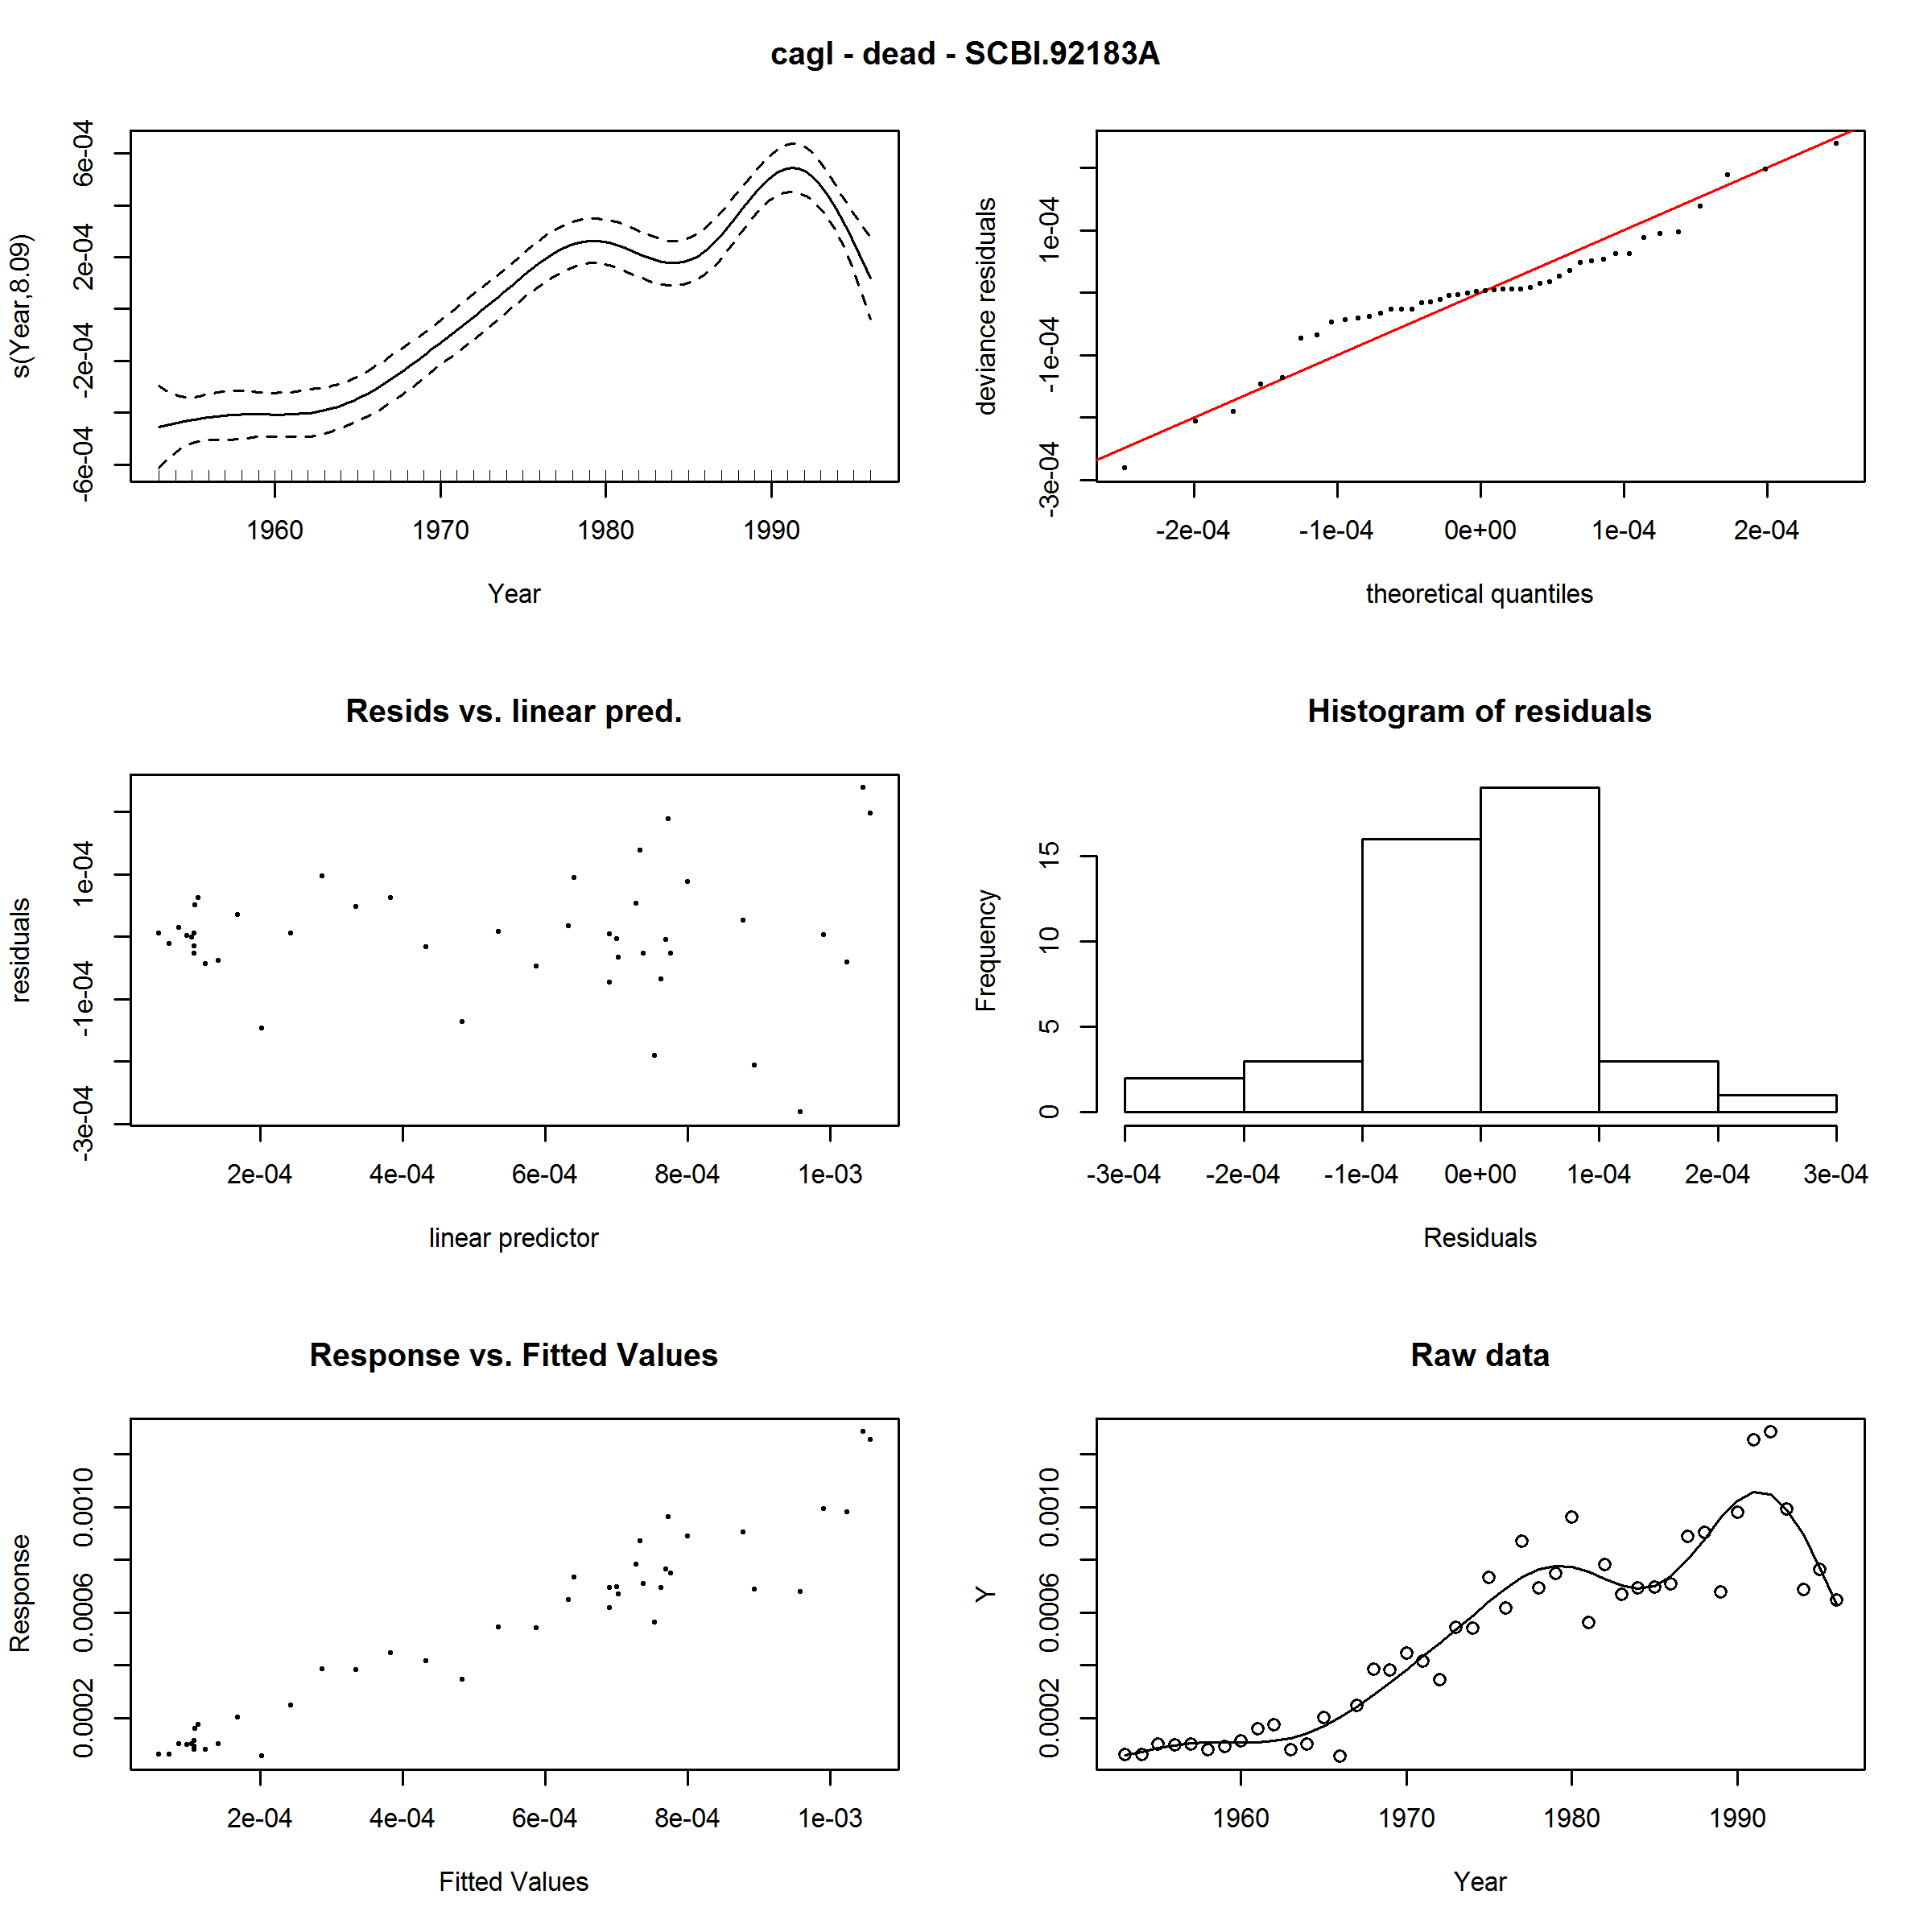 cagl - dead - SCBI.92183A
s(Year,8.09)
-6e-04 -2e-04 2e-04 6e-04
1960 1970 1980 1990
Year
deviance residuals
-3e-04 -1e-04 1e-04
-2e-04 -1e-04 0e+00 1e-04 2e-04
theoretical quantiles
Resids vs. linear pred.
residuals
-3e-04 -1e-04 1e-04
2e-04 4e-04 6e-04 8e-04 1e-03
linear predictor
Histogram of residuals
Frequency
0 5 10 15
-3e-04 -2e-04 -1e-04 0e+00 1e-04 2e-04 3e-04
Residuals
Response vs. Fitted Values
Response
0.0002 0.0006 0.0010
2e-04 4e-04 6e-04 8e-04 1e-03
Fitted Values
Raw data
Y
0.0002 0.0006 0.0010
1960 1970 1980 1990
Year